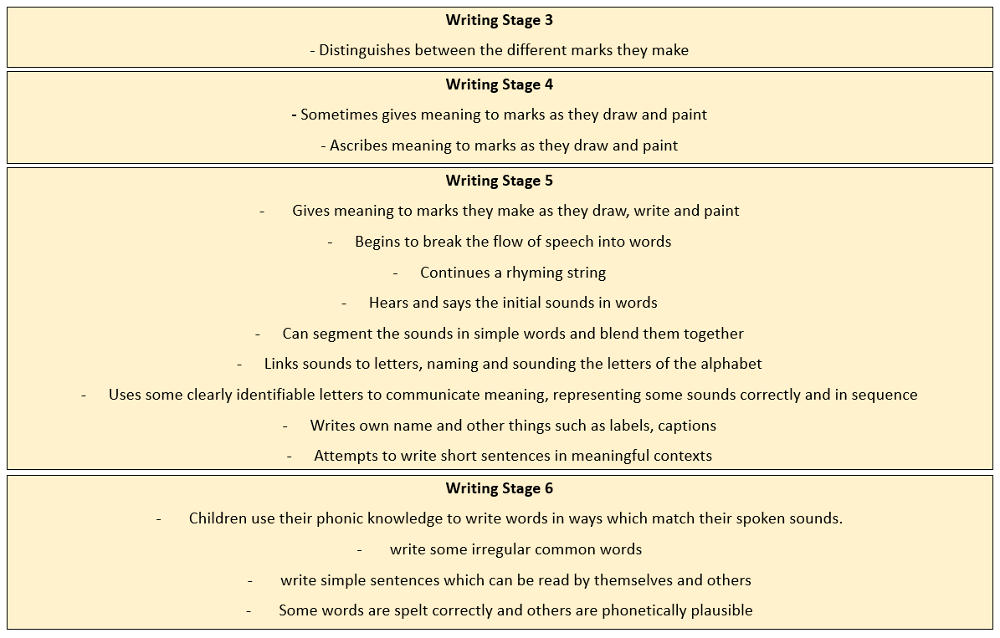 Writing Stage 3
- Distinguishes between the different marks they make
Writing Stage 4
- Sometimes gives meaning to marks as they draw and paint
- Ascribes meaning to marks as they draw and paint
Writing Stage 5
- Gives meaning to marks they make as they draw, write and paint
- Begins to break the flow of speech into words
- Continues a rhyming string
- Hears and says the initial sounds in words
- Can segment the sounds in simple words and blend them together
- Links sounds to letters, naming and sounding the letters of the alphabet
- Uses some clearly identifiable letters to communicate meaning, representing some sounds correctly and in sequence
- Writes own name and other things such as labels, captions
- Attempts to write short sentences in meaningful contexts
Writing Stage 6
- Children use their phonic knowledge to write words in ways which match their spoken sounds.
- write some irregular common words
- write simple sentences which can be read by themselves and others
- Some words are spelt correctly and others are phonetically plausible